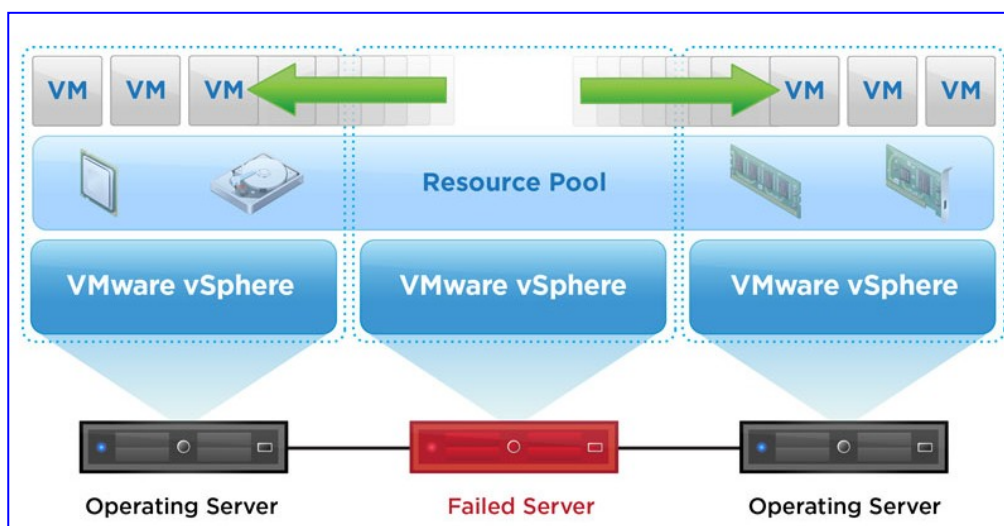 VM VM VM VM VM VM
Resource Pool
VMware vSphere VMware vSphere VMware vSphere
Operating Server Failed Server Operating Server